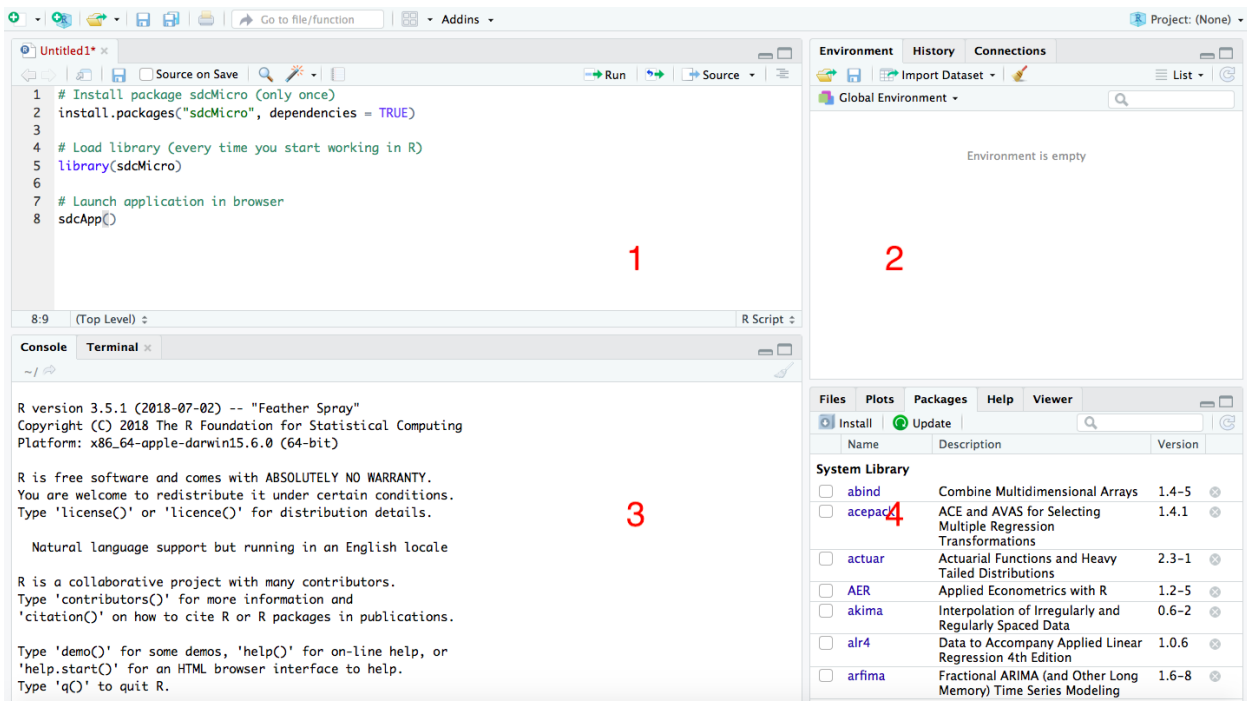 Go to file/function
Addins
Project: (None)
Untitled1*
Source on Save
Run
Source
1 # Install package sdcMicro (only once)
2 install.packages("sdcMicro", dependencies = TRUE)
3
4 # Load library (every time you start working in R)
5 library(sdcMicro)
6
7 # Launch application in browser
8 sdcApp()
1
8:9 (Top Level)
R Script
Console Terminal
~/
R version 3.5.1 (2018-07-02) -- "Feather Spray"
Copyright (C) 2018 The R Foundation for Statistical Computing
Platform: x86_64-apple-darwin15.6.0 (64-bit)
R is free software and comes with ABSOLUTELY NO WARRANTY.
You are welcome to redistribute it under certain conditions.
Type 'license()' or 'licence()' for distribution details.
3
Natural language support but running in an English locale
R is a collaborative project with many contributors.
Type 'contributors()' for more information and
'citation()' on how to cite R or R packages in publications.
Type 'demo()' for some demos, 'help()' for on-line help, or
'help.start()' for an HTML browser interface to help.
Type 'q()' to quit R.
Environment History Connections
Import Dataset
List
Global Environment
Environment is empty
2
Files Plots Packages Help Viewer
Install Update
Name Description Version
System Library
abind Combine Multidimensional Arrays 1.4-5
acepack ACE and AVAS for Selecting 1.4.1
Multiple Regression
Transformations
4
actuar Actuarial Functions and Heavy 2.3-1
Tailed Distributions
AER Applied Econometrics with R 1.2-5
akima Interpolation of Irregularly and 0.6-2
Regularly Spaced Data
alr4 Data to Accompany Applied Linear 1.0.6
Regression 4th Edition
arfima Fractional ARIMA (and Other Long 1.6-8
Memory) Time Series Modeling